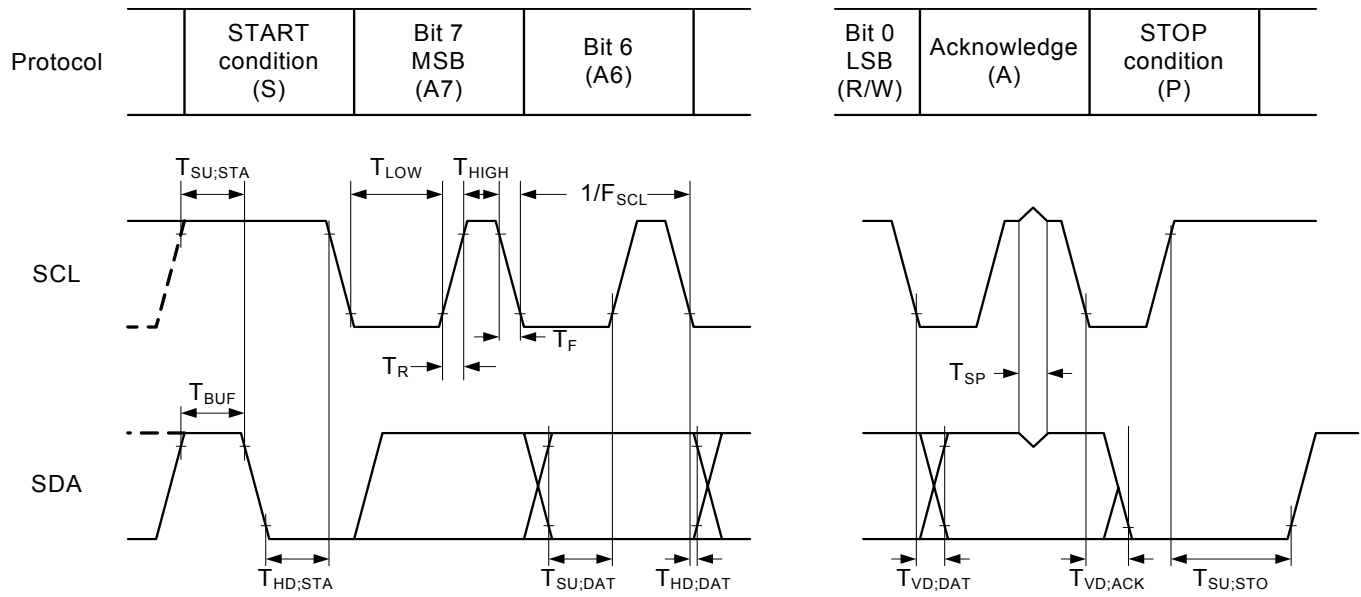 Protocol
START
condition
(S)
Bit 7
MSB
(A7)
Bit 6
(A6)
Bit 0
LSB
(R/W)
Acknowledge
(A)
STOP
condition
(P)
TSU;STA
TLOW
THIGH
1/FSCL
SCL
TF
TR
TSP
TBUF
SDA
THD;STA
TSU;DAT
THD;DAT
TVD;DAT
TVD;ACK
TSU;STO